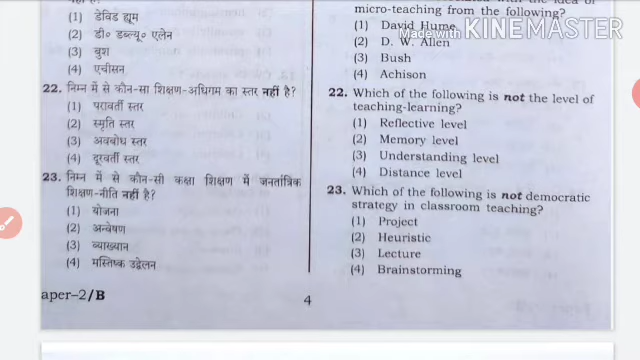 (1) डेविड ह्यूम
(2) डी० डब्ल्यू० एलेन
(3) बुश
(4) एचीसन
22. निम्न में से कौन-सा शिक्षण-अधिगम का स्तर नहीं है?
(1) परावर्ती स्तर
(2) स्मृति स्तर
(3) अवबोध स्तर
(4) दूरवर्ती स्तर
23. निम्न में से कौन-सी कक्षा शिक्षण में जनतांत्रिक
शिक्षण-नीति नहीं है?
(1) योजना
(2) अन्वेषण
(3) व्याख्यान
(4) मस्तिष्क उद्वेलन
aper-2/B
micro-teaching from the following?
(1) David Hume
(2) D. W. Allen
(3) Bush
(4) Achison
22. Which of the following is not the level of
teaching-learning?
(1) Reflective level
(2) Memory level
(3) Understanding level
(4) Distance level
23. Which of the following is not democratic
strategy in classroom teaching?
(1) Project
(2) Heuristic
(3) Lecture
(4) Brainstorming
4
Made with KINEMASTER